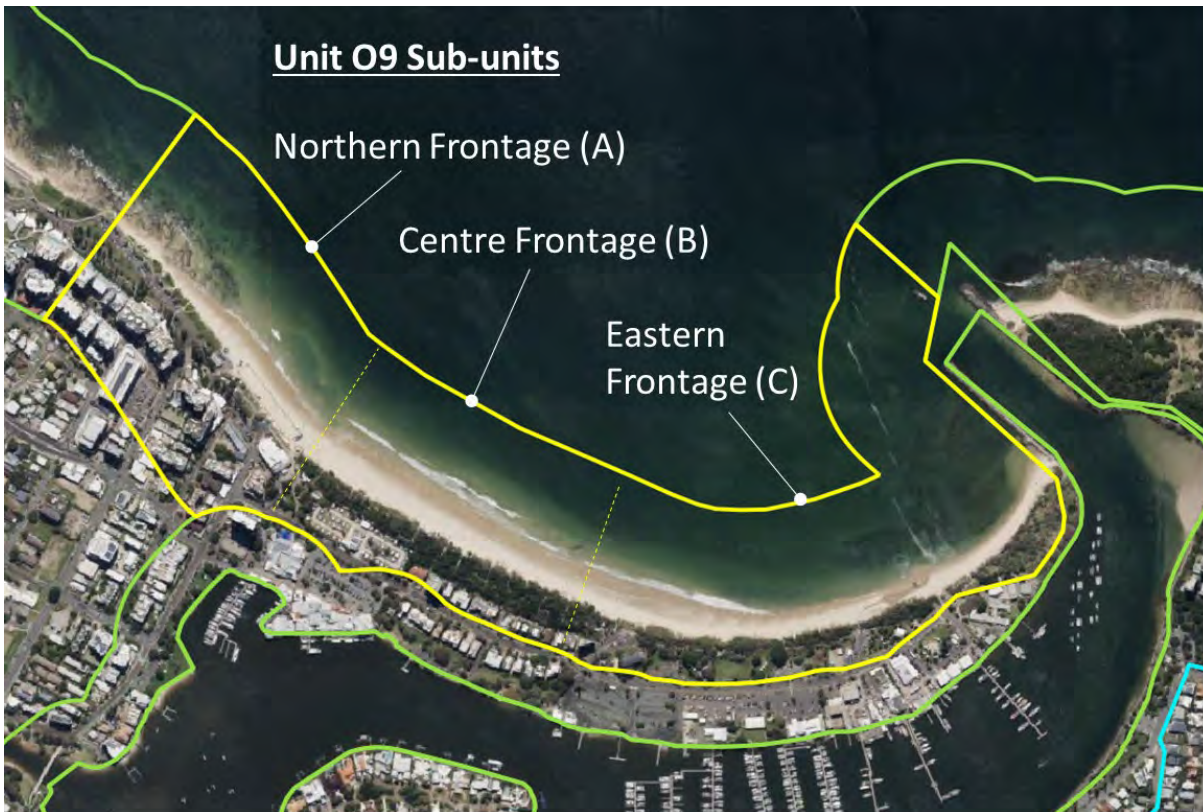 Unit O9 Sub-units
Northern Frontage (A)
Centre Frontage (B)
Eastern
Frontage (C)